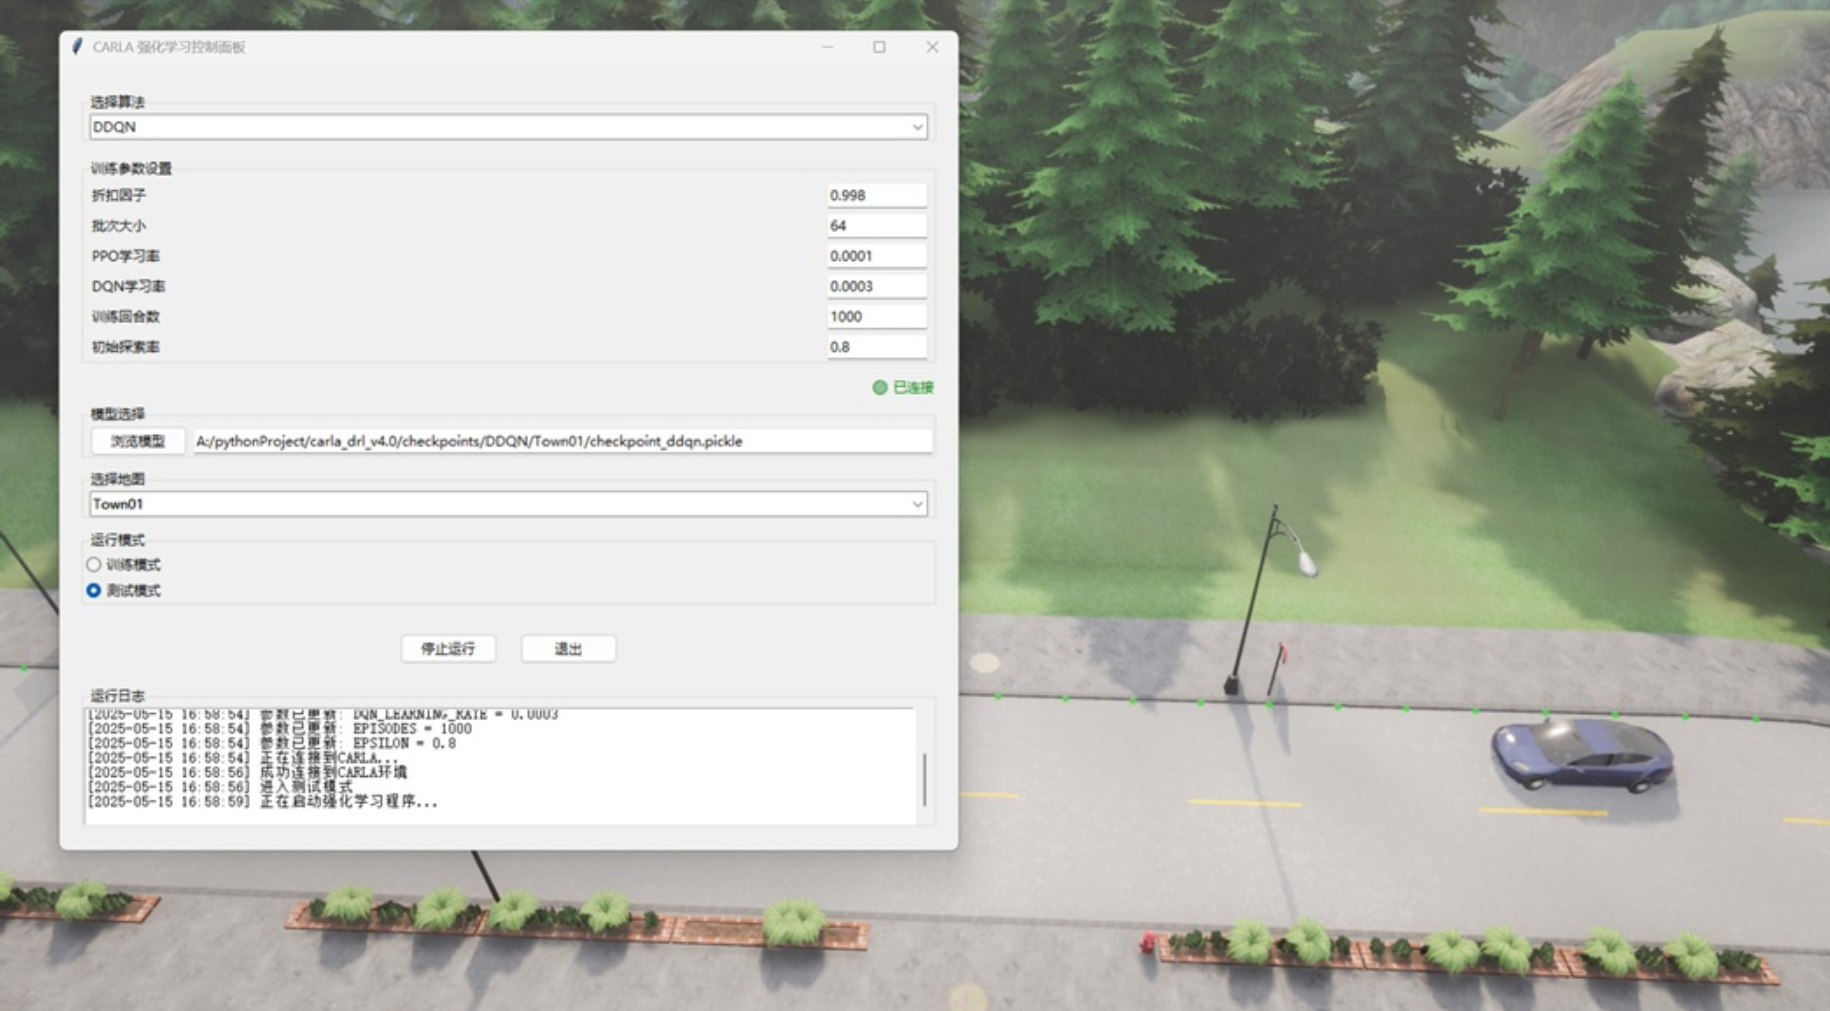 CARLA 强化学习控制面板
选择算法
DDQN
训练参数设置
折扣因子 0.998
批次大小 64
PPO学习率 0.0001
DQN学习率 0.0003
训练回合数 1000
初始探索率 0.8
已连接
模型选择
浏览模型 A:/pythonProject/carla_drl_v4.0/checkpoints/DDQN/Town01/checkpoint_ddqn.pickle
选择地图
Town01
运行模式
训练模式
测试模式
停止运行 退出
运行日志
[2025-05-15 16:58:54] 参数已更新: DQN_LEARNING_RATE = 0.0003
[2025-05-15 16:58:54] 参数已更新: EPISODES = 1000
[2025-05-15 16:58:54] 参数已更新: EPSILON = 0.8
[2025-05-15 16:58:54] 正在连接到CARLA...
[2025-05-15 16:58:56] 成功连接到CARLA环境
[2025-05-15 16:58:56] 进入测试模式
[2025-05-15 16:58:59] 正在启动强化学习程序...